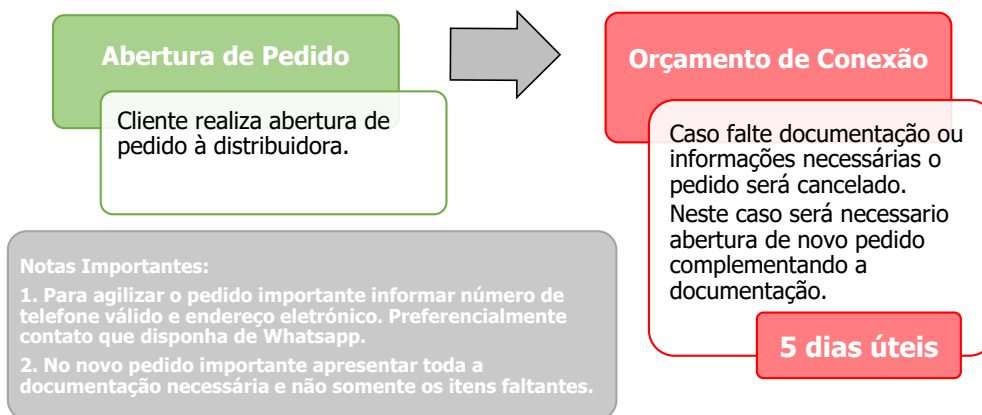 Abertura de Pedido
Cliente realiza abertura de
pedido à distribuidora.
Orçamento de Conexão
Caso falte documentação ou
informações necessárias o
pedido será cancelado.
Neste caso será necessario
abertura de novo pedido
complementando a
documentação.
5 dias úteis
Notas Importantes:
1. Para agilizar o pedido importante informar número de
telefone válido e endereço eletrónico. Preferencialmente
contato que disponha de Whatsapp.
2. No novo pedido importante apresentar toda a
documentação necessária e não somente os itens faltantes.